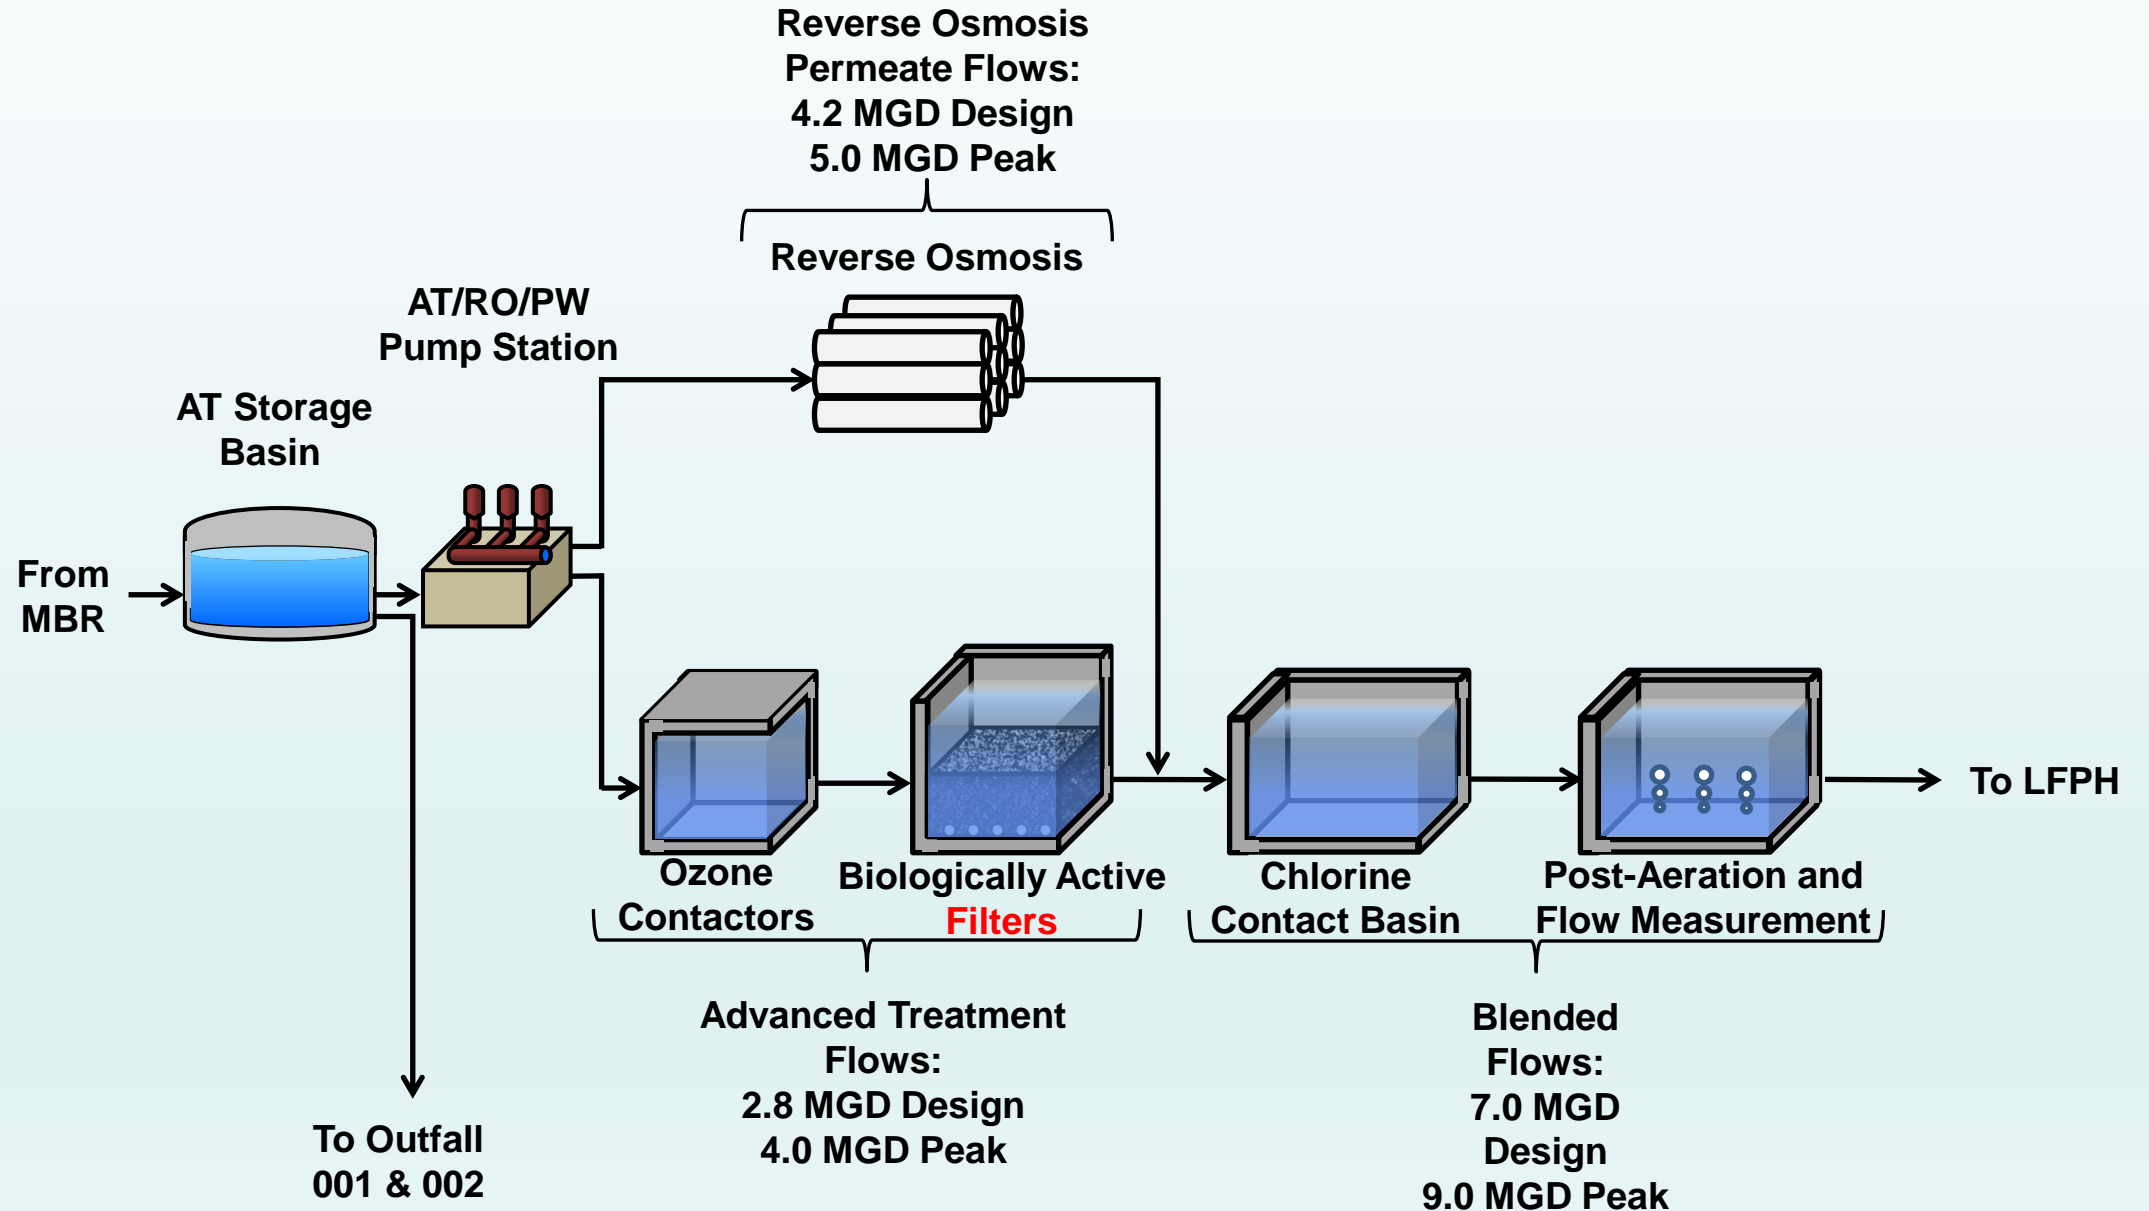 Reverse Osmosis
Permeate Flows:
4.2 MGD Design
5.0 MGD Peak
Reverse Osmosis
AT/RO/PW
Pump Station
AT Storage
Basin
From
MBR
To LFPH
Ozone
Contactors
Biologically Active
Filters
Chlorine
Contact Basin
Post-Aeration and
Flow Measurement
Advanced Treatment
Flows:
2.8 MGD Design
4.0 MGD Peak
Blended
Flows:
7.0 MGD
Design
9.0 MGD Peak
To Outfall
001 & 002